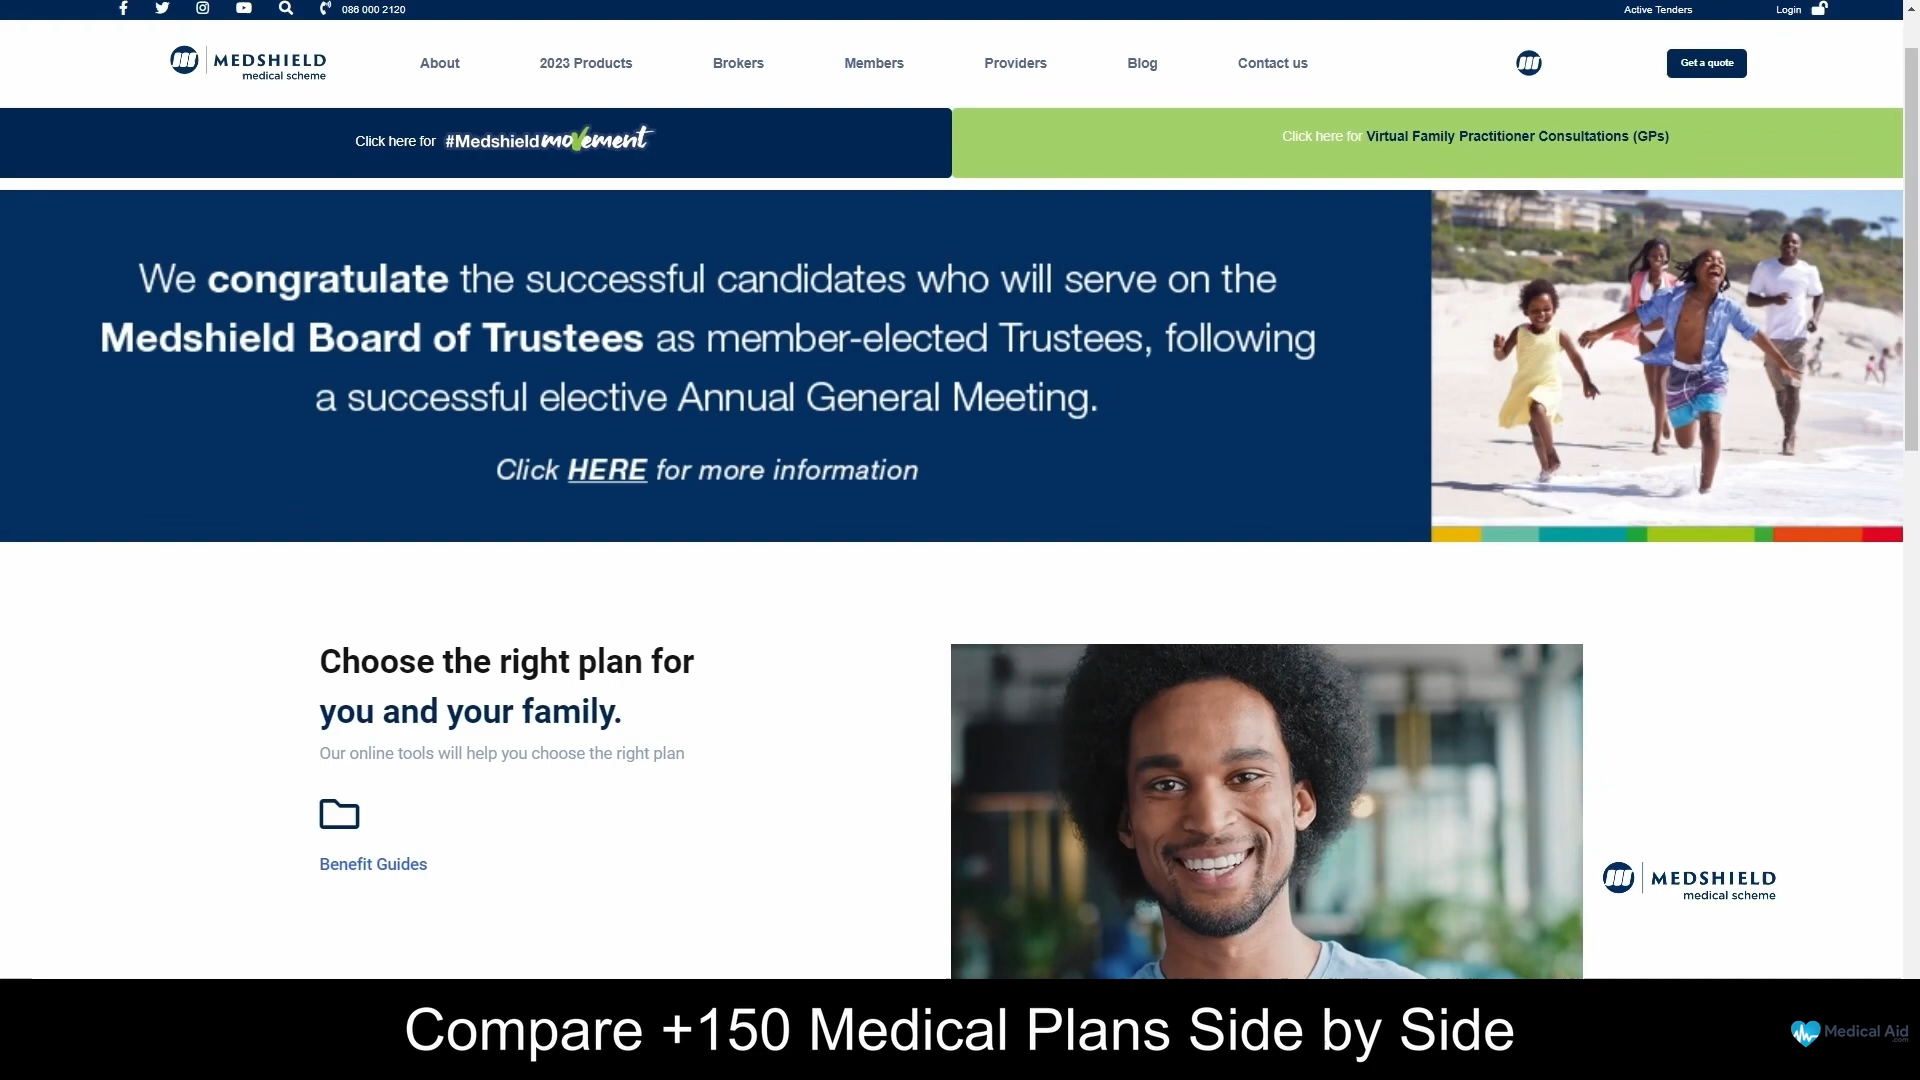 086 000 2120
Active Tenders
Login
MEDSHIELD
medical scheme
About
2023 Products
Brokers
Members
Providers
Blog
Contact us
Get a quote
Click here for #Medshield movement
Click here for Virtual Family Practitioner Consultations (GPs)
We congratulate the successful candidates who will serve on the
Medshield Board of Trustees as member-elected Trustees, following
a successful elective Annual General Meeting.
Click HERE for more information
Choose the right plan for
you and your family.
Our online tools will help you choose the right plan
Benefit Guides
MEDSHIELD
medical scheme
Compare +150 Medical Plans Side by Side
Medical Aid
.com